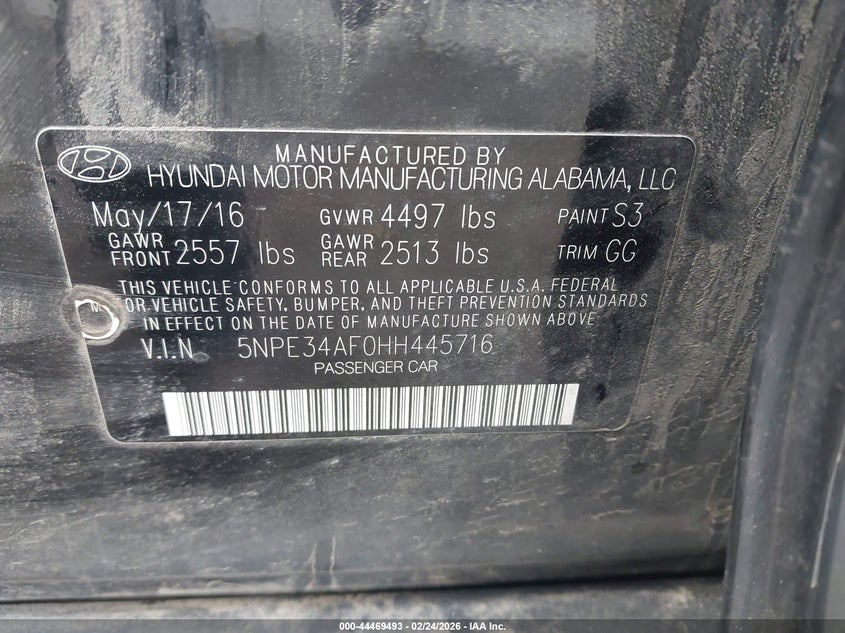 MANUFACTURED BY
HYUNDAI MOTOR MANUFACTURING ALABAMA, LLC
May/17/16 GVWR 4497 lbs PAINT S3
GAWR FRONT 2557 lbs GAWR REAR 2513 lbs TRIM GG
THIS VEHICLE CONFORMS TO ALL APPLICABLE U.S.A. FEDERAL
OR VEHICLE SAFETY, BUMPER, AND THEFT PREVENTION STANDARDS
IN EFFECT ON THE DATE OF MANUFACTURE SHOWN ABOVE
V.I.N 5NPE34AF0HH445716
PASSENGER CAR
000-44469493 - 02/24/2026 - IAA Inc.